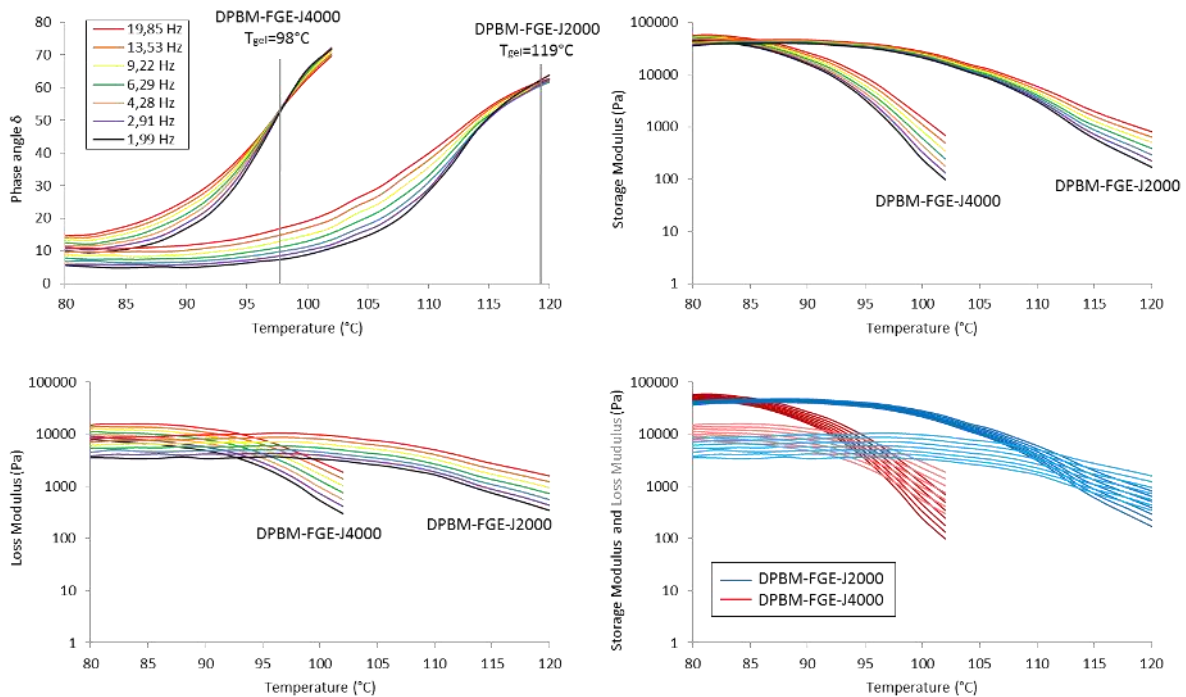 DPBM-FGE-J4000
Tgel=98°C
DPBM-FGE-J2000
Tgel=119°C
19,85 Hz
13,53 Hz
9,22 Hz
6,29 Hz
4,28 Hz
2,91 Hz
1,99 Hz
Phase angle δ
80
70
60
50
40
30
20
10
0
80 85 90 95 100 105 110 115 120
Temperature (°C)
Storage Modulus (Pa)
100000
10000
1000
100
10
1
DPBM-FGE-J4000
DPBM-FGE-J2000
80 85 90 95 100 105 110 115 120
Temperature (°C)
Loss Modulus (Pa)
100000
10000
1000
100
10
1
DPBM-FGE-J4000
DPBM-FGE-J2000
80 85 90 95 100 105 110 115 120
Temperature (°C)
Storage Modulus and Loss Mudulus (Pa)
100000
10000
1000
100
10
1
DPBM-FGE-J2000
DPBM-FGE-J4000
80 85 90 95 100 105 110 115 120
Temperature (°C)